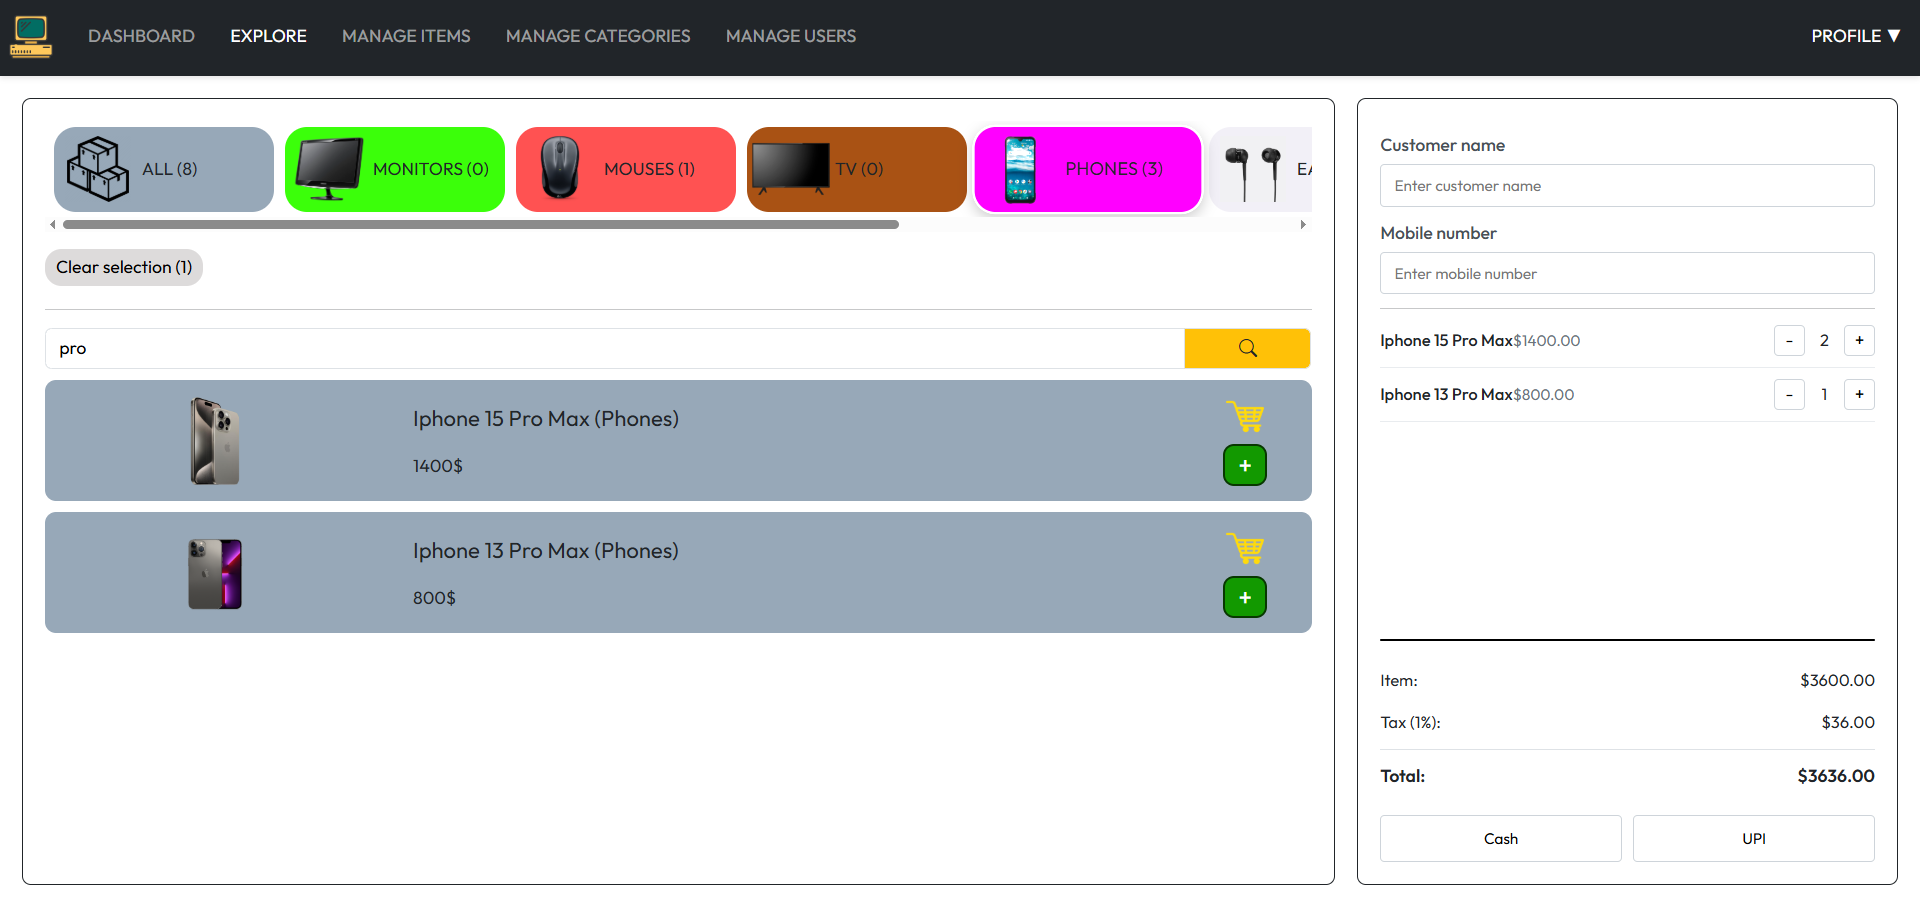 DASHBOARD EXPLORE MANAGE ITEMS MANAGE CATEGORIES MANAGE USERS PROFILE ▼
ALL (8) MONITORS (0) MOUSES (1) TV (0) PHONES (3) EA
Clear selection (1)
pro
Iphone 15 Pro Max (Phones)
1400$
+
Iphone 13 Pro Max (Phones)
800$
+
Customer name
Enter customer name
Mobile number
Enter mobile number
Iphone 15 Pro Max$1400.00 - 2 +
Iphone 13 Pro Max$800.00 - 1 +
Item: $3600.00
Tax (1%): $36.00
Total: $3636.00
Cash UPI